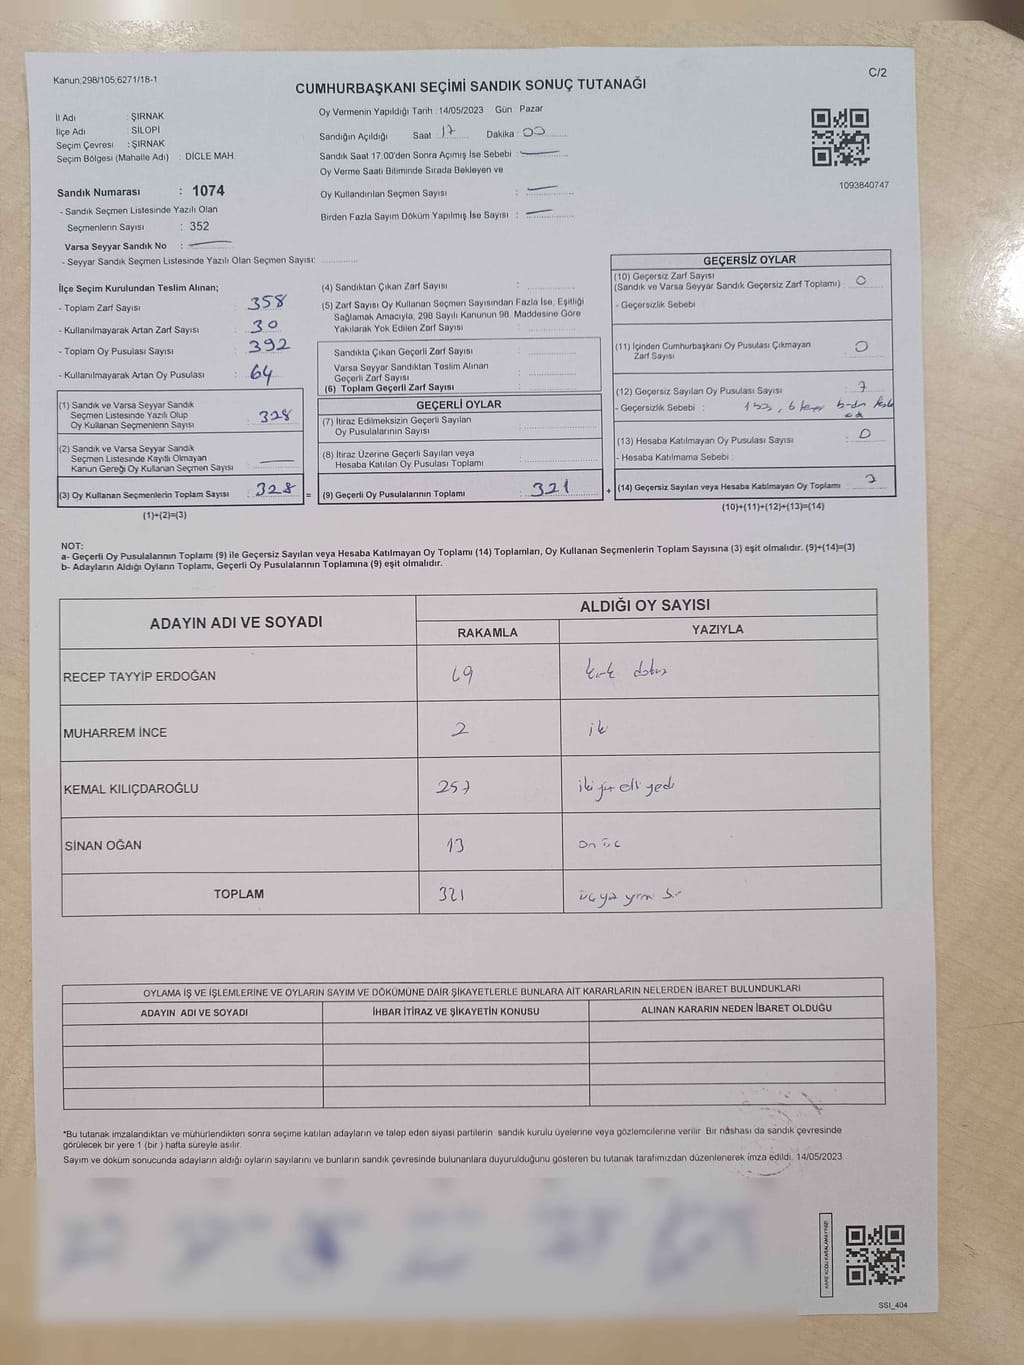 Kanun:298/105;6271/18-1
C/2
CUMHURBAŞKANI SEÇİMİ SANDIK SONUÇ TUTANAĞI
İl Adı : ŞIRNAK
İlçe Adı : SİLOPİ
Seçim Çevresi : ŞIRNAK
Seçim Bölgesi (Mahalle Adı) : DİCLE MAH.
Sandık Numarası : 1074
- Sandık Seçmen Listesinde Yazılı Olan
Seçmenlerin Sayısı : 352
Varsa Seyyar Sandık No :
- Seyyar Sandık Seçmen Listesinde Yazılı Olan Seçmen Sayısı:
Oy Vermenin Yapıldığı Tarih : 14/05/2023 Gün Pazar
Sandığın Açıldığı Saat 17 Dakika : 00
Sandık Saat 17.00'den Sonra Açımış İse Sebebi :
Oy Verme Saati Bitiminde Sırada Bekleyen ve
Oy Kullandırılan Seçmen Sayısı :
Birden Fazla Sayım Döküm Yapılmış İse Sayısı :
1093840747
İlçe Seçim Kurulundan Teslim Alınan;
- Toplam Zarf Sayısı : 358
- Kullanılmayarak Artan Zarf Sayısı : 30
- Toplam Oy Pusulası Sayısı : 392
- Kullanılmayarak Artan Oy Pusulası : 64
(1) Sandık ve Varsa Seyyar Sandık
Seçmen Listesinde Yazılı Olup
Oy Kullanan Seçmenlerin Sayısı : 328
(2) Sandık ve Varsa Seyyar Sandık
Seçmen Listesinde Kayıtlı Olmayan
Kanun Gereği Oy Kullanan Seçmen Sayısı
(3) Oy Kullanan Seçmenlerin Toplam Sayısı : 328
(1)+(2)=(3)
=
(4) Sandıktan Çıkan Zarf Sayısı :
(5) Zarf Sayısı Oy Kullanan Seçmen Sayısından Fazla İse, Eşitliği
Sağlamak Amacıyla, 298 Sayılı Kanunun 98. Maddesine Göre
Yakılarak Yok Edilen Zarf Sayısı :
Sandıkta Çıkan Geçerli Zarf Sayısı :
Varsa Seyyar Sandıktan Teslim Alınan
Geçerli Zarf Sayısı :
(6) Toplam Geçerli Zarf Sayısı :
GEÇERLİ OYLAR
(7) İtiraz Edilmeksizin Geçerli Sayılan
Oy Pusulalarının Sayısı :
(8) İtiraz Üzerine Geçerli Sayılan veya
Hesaba Katılan Oy Pusulası Toplamı :
(9) Geçerli Oy Pusulalarının Toplamı : 321
+
GEÇERSİZ OYLAR
(10) Geçersiz Zarf Sayısı
(Sandık ve Varsa Seyyar Sandık Geçersiz Zarf Toplamı) : 0
- Geçersizlik Sebebi :
(11) İçinden Cumhurbaşkanı Oy Pusulası Çıkmayan
Zarf Sayısı : 0
(12) Geçersiz Sayılan Oy Pusulası Sayısı : 7
- Geçersizlik Sebebi :
(13) Hesaba Katılmayan Oy Pusulası Sayısı : 0
- Hesaba Katılmama Sebebi :
(14) Geçersiz Sayılan veya Hesaba Katılmayan Oy Toplamı : 7
(10)+(11)+(12)+(13)=(14)
NOT:
a- Geçerli Oy Pusulalarının Toplamı (9) ile Geçersiz Sayılan veya Hesaba Katılmayan Oy Toplamı (14) Toplamları, Oy Kullanan Seçmenlerin Toplam Sayısına (3) eşit olmalıdır. (9)+(14)=(3)
b- Adayların Aldığı Oyların Toplamı, Geçerli Oy Pusulalarının Toplamına (9) eşit olmalıdır.
ADAYIN ADI VE SOYADI ALDIĞI OY SAYISI
RAKAMLA YAZIYLA
RECEP TAYYİP ERDOĞAN 49 kırk dokuz
MUHARREM İNCE 2 iki
KEMAL KILIÇDAROĞLU 257 iki yüz elli yedi
SİNAN OĞAN 13 on üç
TOPLAM 321 üçyüz yirmi bir
OYLAMA İŞ VE İŞLEMLERİNE VE OYLARIN SAYIM VE DÖKÜMÜNE DAİR ŞİKAYETLERLE BUNLARA AİT KARARLARIN NELERDEN İBARET BULUNDUKLARI
ADAYIN ADI VE SOYADI İHBAR İTİRAZ VE ŞİKAYETİN KONUSU ALINAN KARARIN NEDEN İBARET OLDUĞU
*Bu tutanak imzalandıktan ve mühürlendikten sonra seçime katılan adayların ve talep eden siyasi partilerin sandık kurulu üyelerine veya gözlemcilerine verilir. Bir nüshası da sandık çevresinde
görülecek bir yere 1 (bir ) hafta süreyle asılır.
Sayım ve döküm sonucunda adayların aldığı oyların sayılarını ve bunların sandık çevresinde bulunanlara duyurulduğunu gösteren bu tutanak tarafımızdan düzenlenerek imza edildi. 14/05/2023
KARE KODU KARALAMAYINIZ!
SSI_404